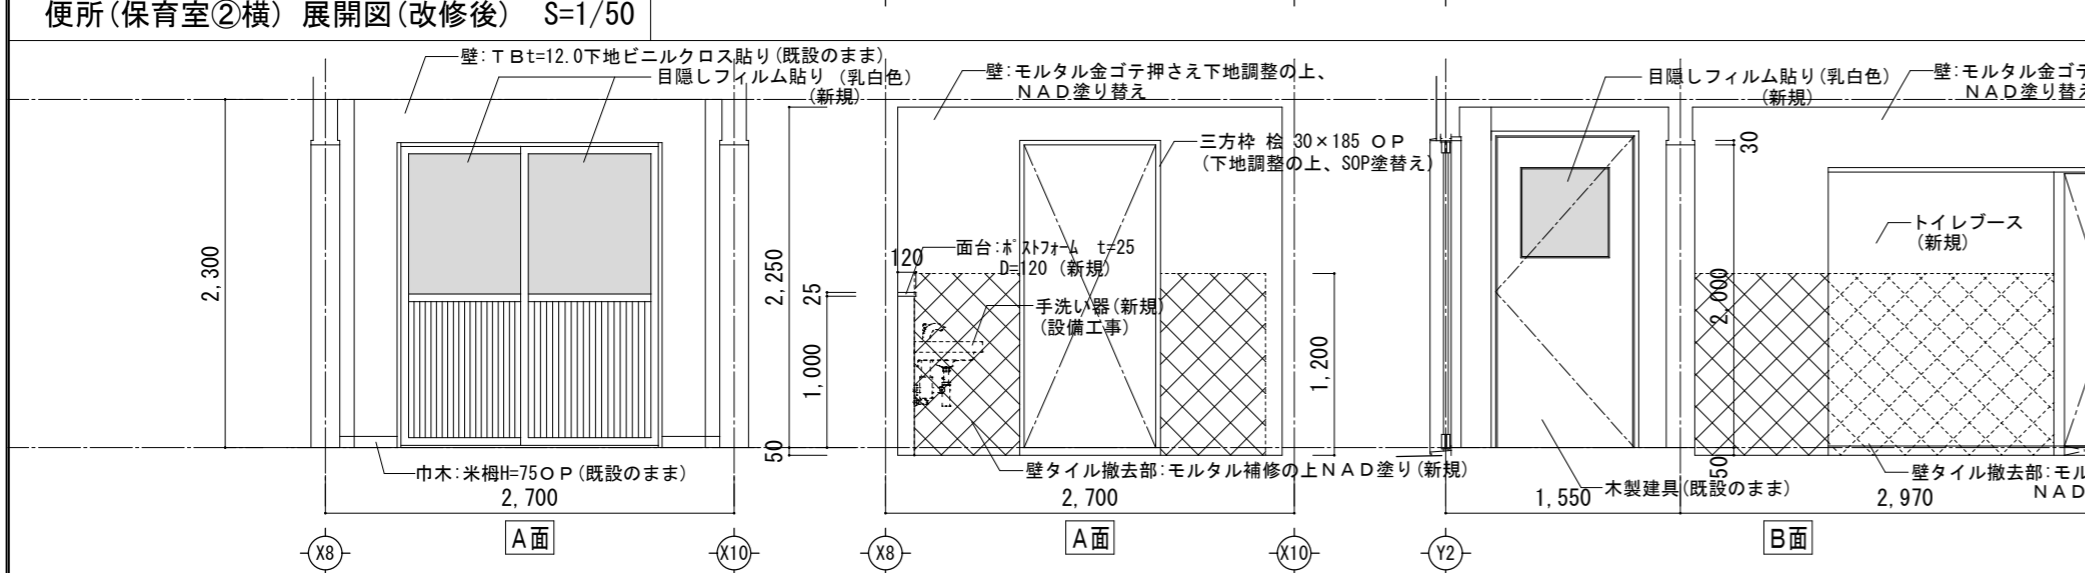 便所(保育室②横) 展開図(改修後) S=1/50
壁:TBt=12.0下地ビニルクロス貼り(既設のまま)
目隠しフィルム貼り (乳白色)
(新規)
2,300
巾木:米栂H=75OP(既設のまま)
2,700
A面
X8
X10
壁:モルタル金ゴテ押さえ下地調整の上、
NAD塗り替え
三方枠 桧 30×185 OP
(下地調整の上、SOP塗替え)
面台:ポストフォーム t=25
D=120 (新規)
手洗い器(新規)
(設備工事)
120
2,250
25
1,000
50
1,200
壁タイル撤去部:モルタル補修の上NAD塗り(新規)
2,700
A面
X8
X10
目隠しフィルム貼り(乳白色)
(新規)
壁:モルタル金ゴテ
NAD塗り替え
30
トイレブース
(新規)
2,000
50
木製建具(既設のまま)
壁タイル撤去部:モル
NAD
1,550
2,970
B面
Y2